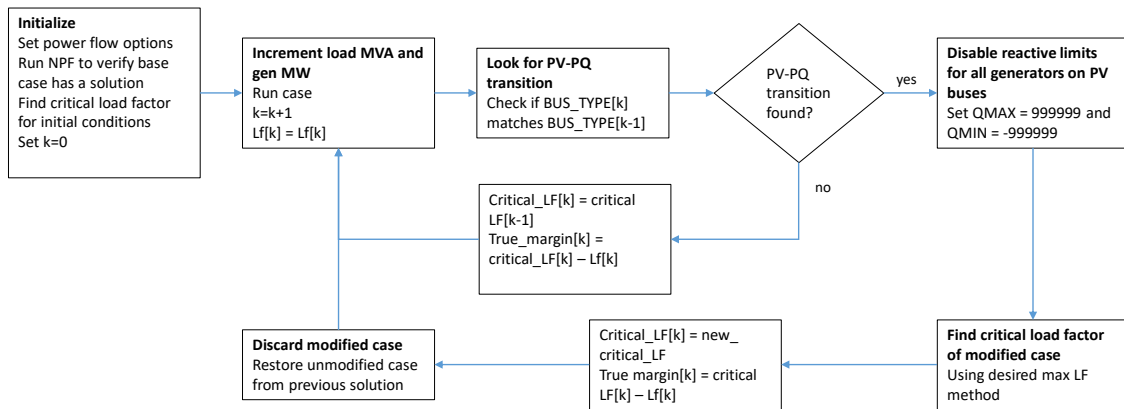 Initialize
Set power flow options
Run NPF to verify base
case has a solution
Find critical load factor
for initial conditions
Set k=0
Increment load MVA and
gen MW
Run case
k=k+1
Lf[k] = Lf[k]
Look for PV-PQ
transition
Check if BUS_TYPE[k]
matches BUS_TYPE[k-1]
PV-PQ
transition
found?
yes
no
Disable reactive limits
for all generators on PV
buses
Set QMAX = 999999 and
QMIN = -999999
Critical_LF[k] = critical
LF[k-1]
True_margin[k] =
critical_LF[k] – Lf[k]
Find critical load factor
of modified case
Using desired max LF
method
Critical_LF[k] = new_
critical_LF
True margin[k] = critical
LF[k] – Lf[k]
Discard modified case
Restore unmodified case
from previous solution